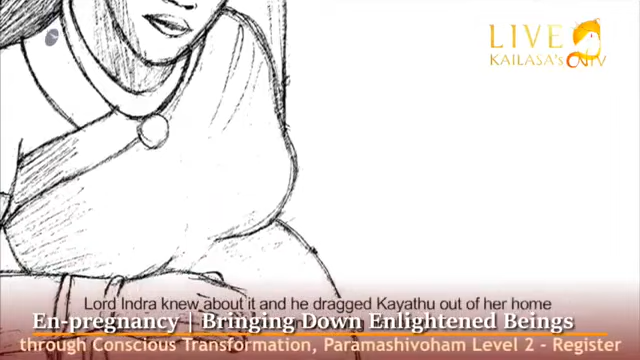 LIVE
KAILASA'S
Lord Indra knew about it and he dragged Kayathu out of her home
En-pregnancy | Bringing Down Enlightened Beings
through Conscious Transformation, Paramashivoham Level 2 - Register